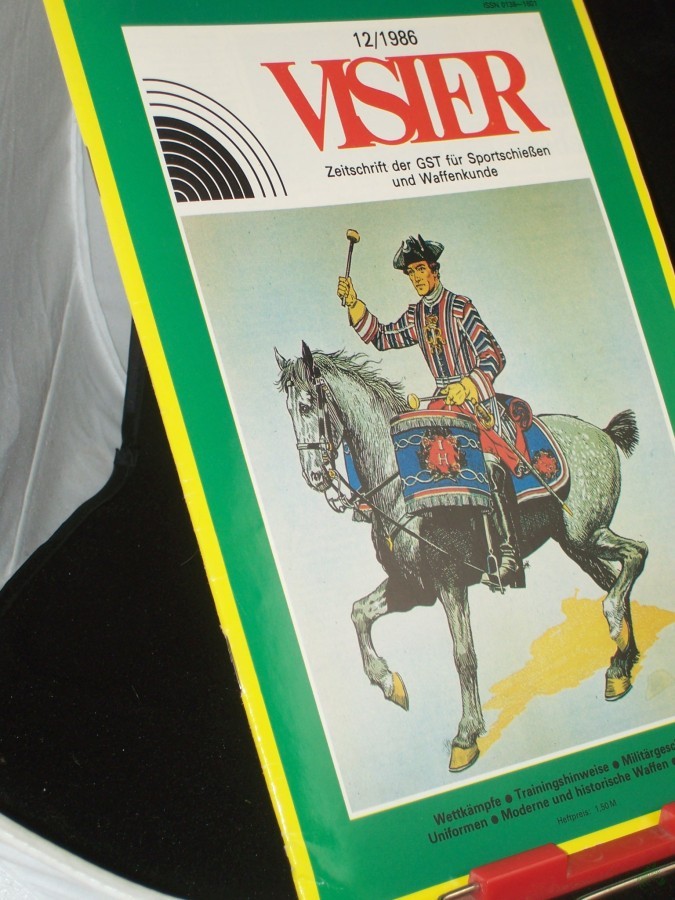 12/1986
VISIER
Zeitschrift der GST für Sportschießen
und Waffenkunde
Wettkämpfe ● Trainingshinweise ● Militärgesc
Uniformen ● Moderne und historische Waffen ●
Heftpreis: 1,50 M